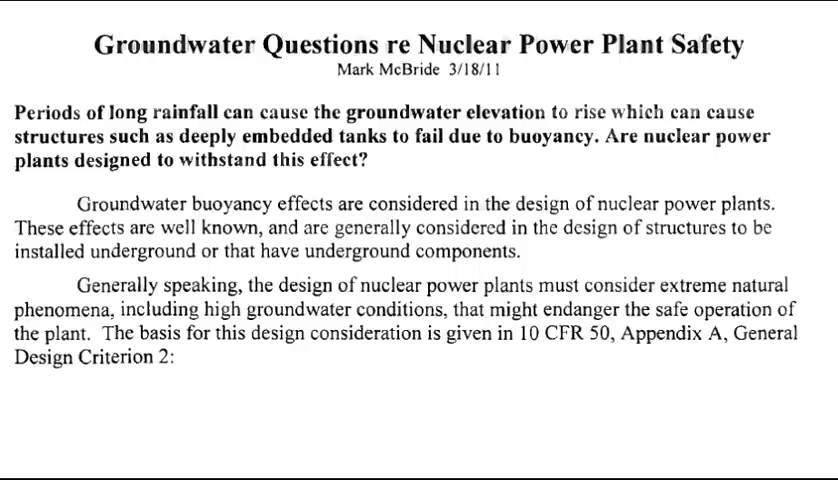 Groundwater Questions re Nuclear Power Plant Safety
Mark McBride 3/18/11
Periods of long rainfall can cause the groundwater elevation to rise which can cause
structures such as deeply embedded tanks to fail due to buoyancy. Are nuclear power
plants designed to withstand this effect?
Groundwater buoyancy effects are considered in the design of nuclear power plants.
These effects are well known, and are generally considered in the design of structures to be
installed underground or that have underground components.
Generally speaking, the design of nuclear power plants must consider extreme natural
phenomena, including high groundwater conditions, that might endanger the safe operation of
the plant. The basis for this design consideration is given in 10 CFR 50, Appendix A, General
Design Criterion 2: